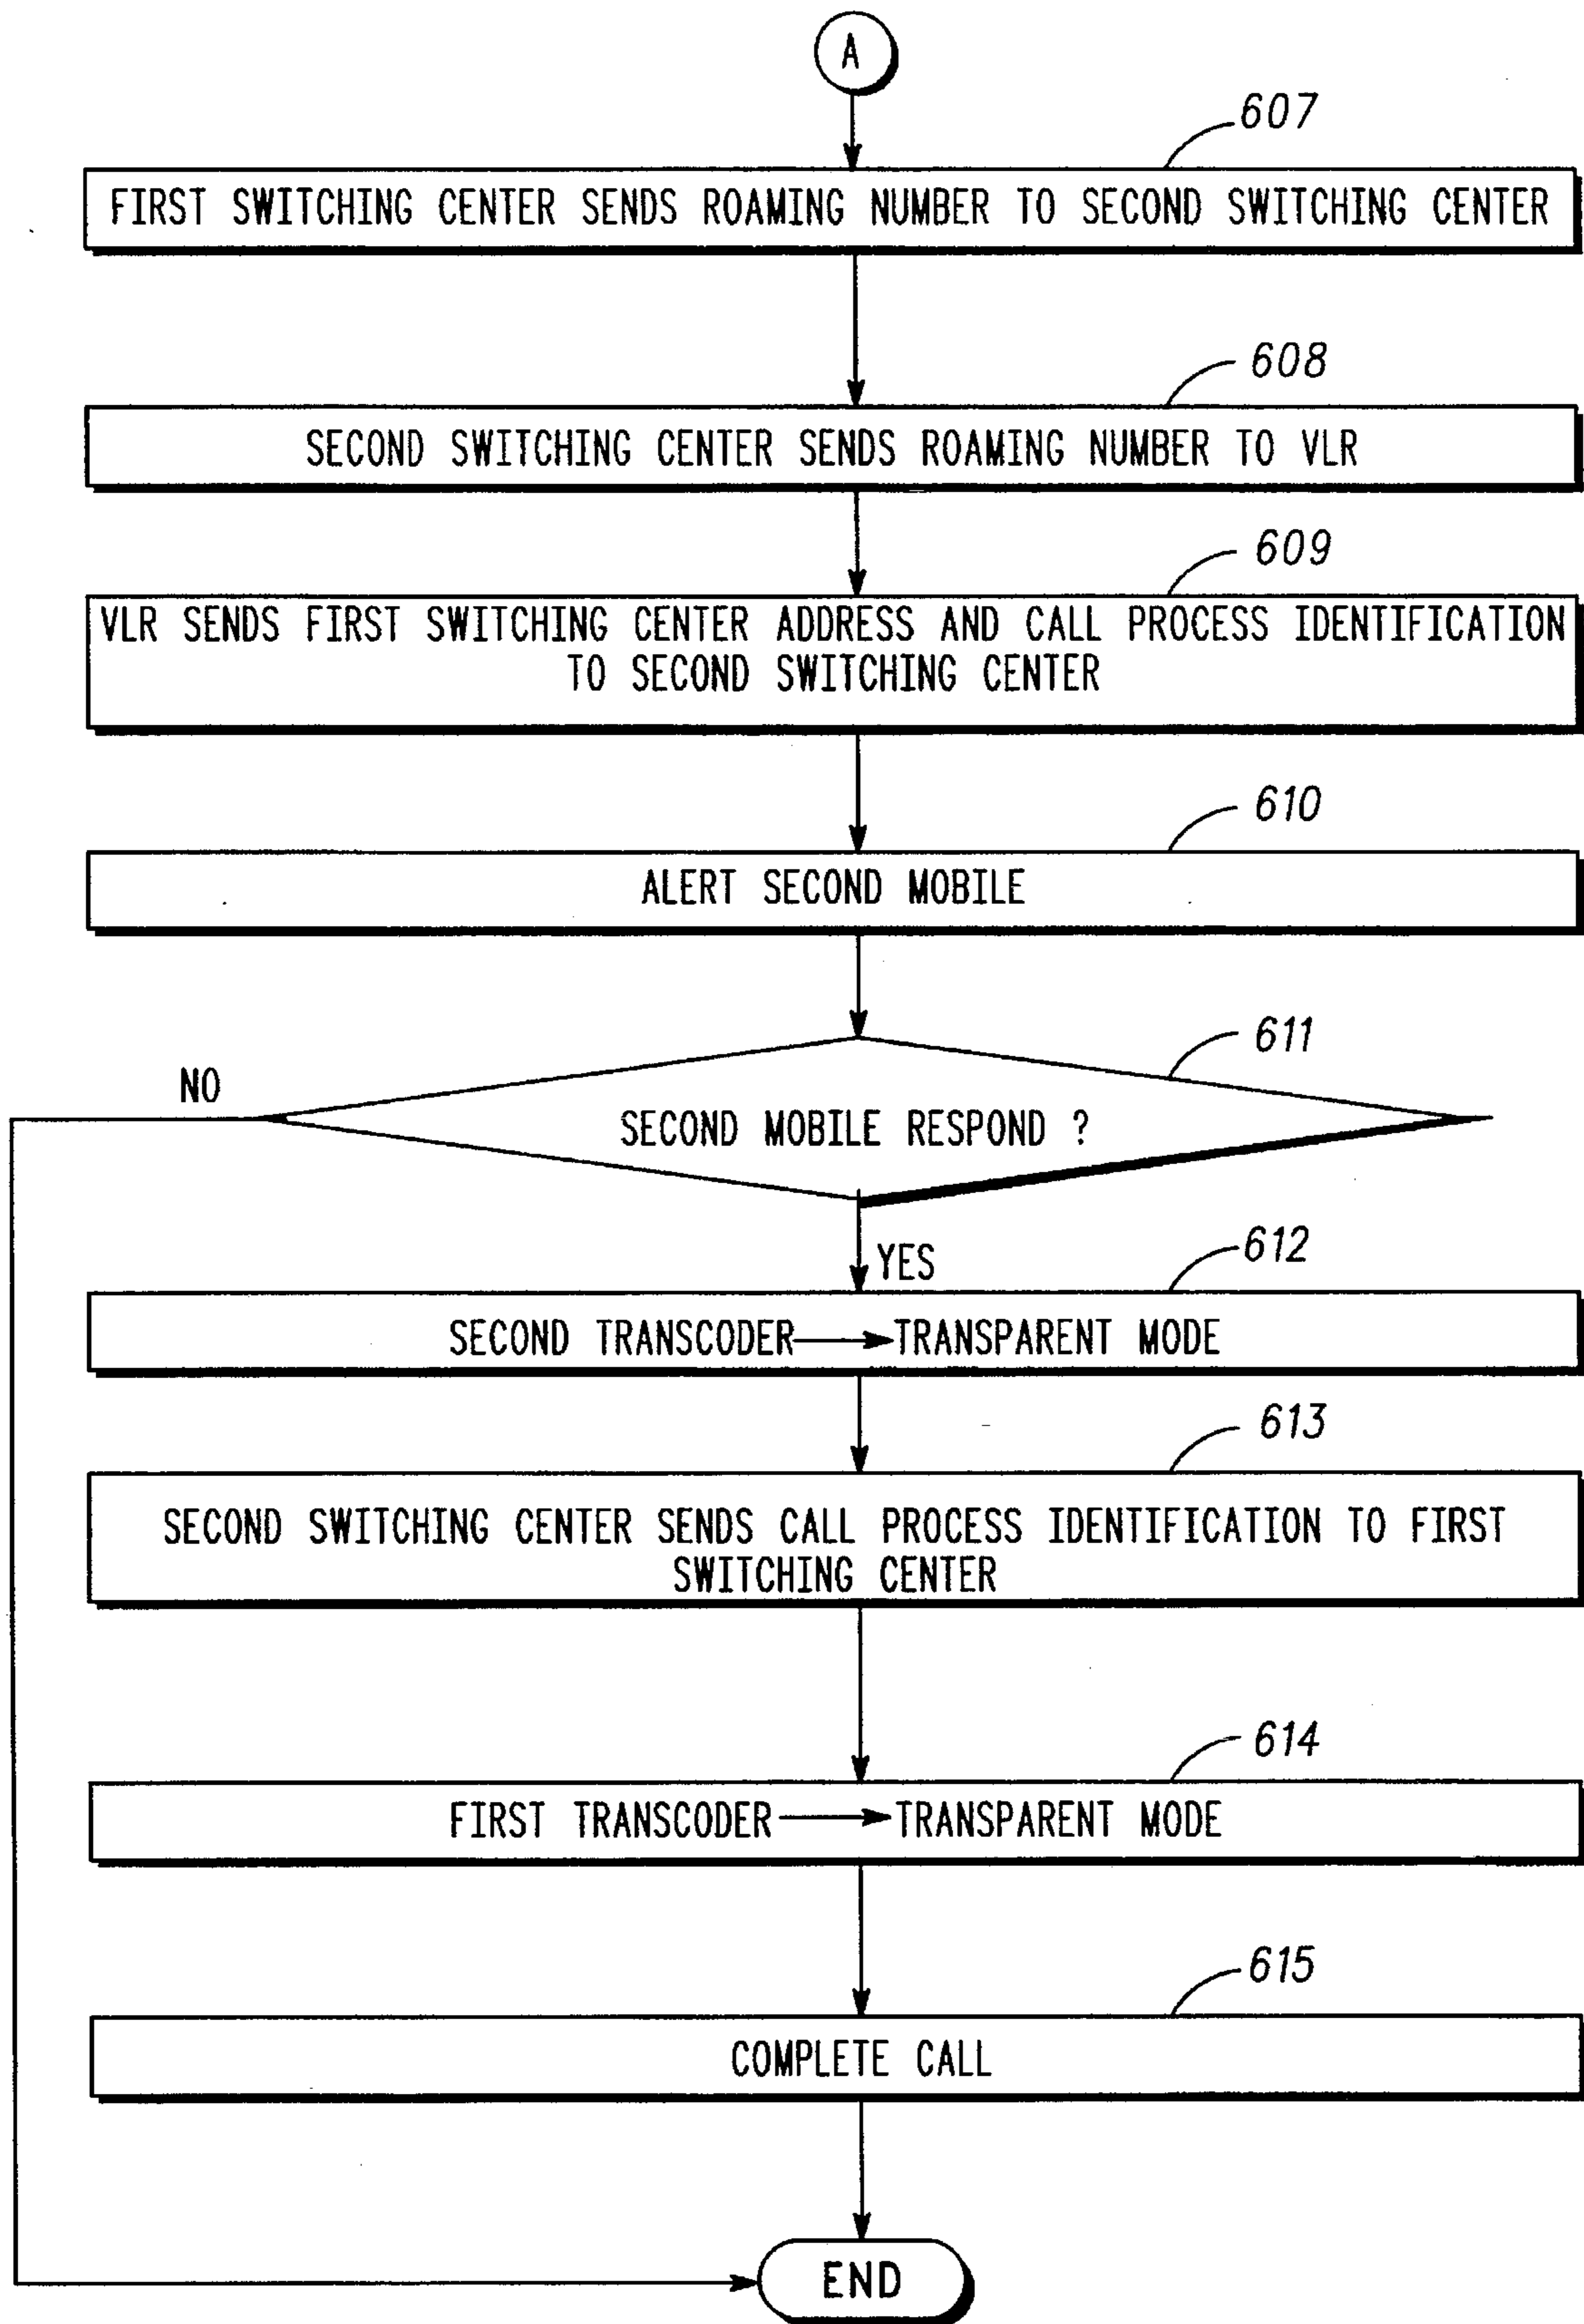 A
607
FIRST SWITCHING CENTER SENDS ROAMING NUMBER TO SECOND SWITCHING CENTER
608
SECOND SWITCHING CENTER SENDS ROAMING NUMBER TO VLR
609
VLR SENDS FIRST SWITCHING CENTER ADDRESS AND CALL PROCESS IDENTIFICATION
TO SECOND SWITCHING CENTER
610
ALERT SECOND MOBILE
611
NO
SECOND MOBILE RESPOND ?
YES
612
SECOND TRANSCODER → TRANSPARENT MODE
613
SECOND SWITCHING CENTER SENDS CALL PROCESS IDENTIFICATION TO FIRST
SWITCHING CENTER
614
FIRST TRANSCODER → TRANSPARENT MODE
615
COMPLETE CALL
END